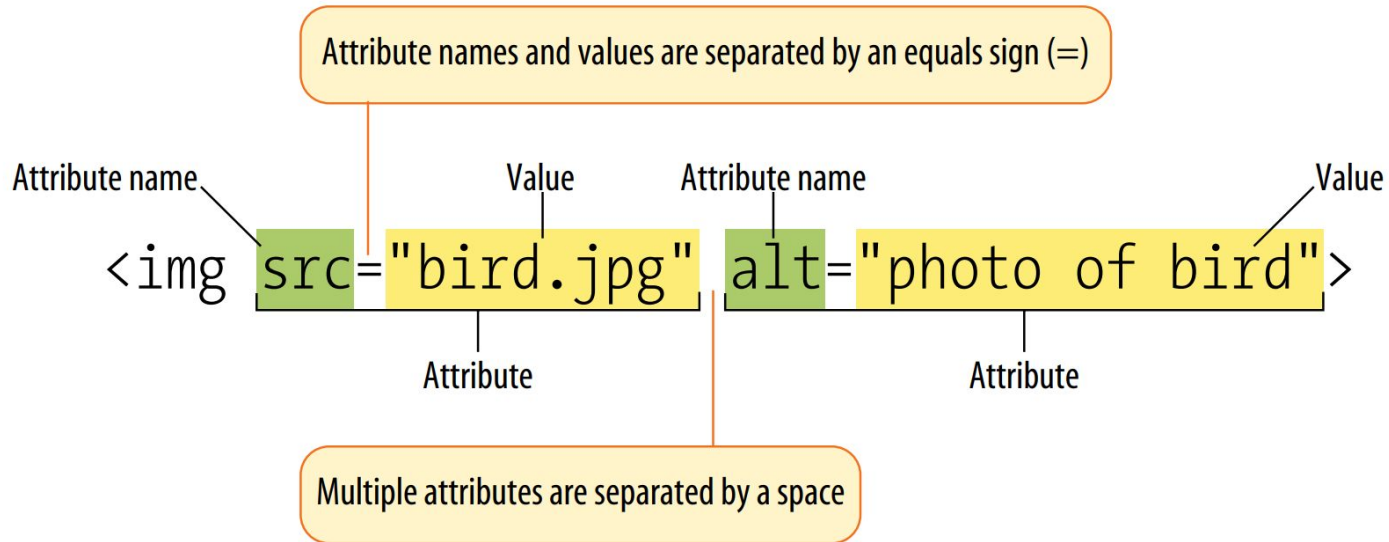 Attribute names and values are separated by an equals sign (=)
Attribute name Value Attribute name Value
<img src="bird.jpg" alt="photo of bird">
Attribute Attribute
Multiple attributes are separated by a space